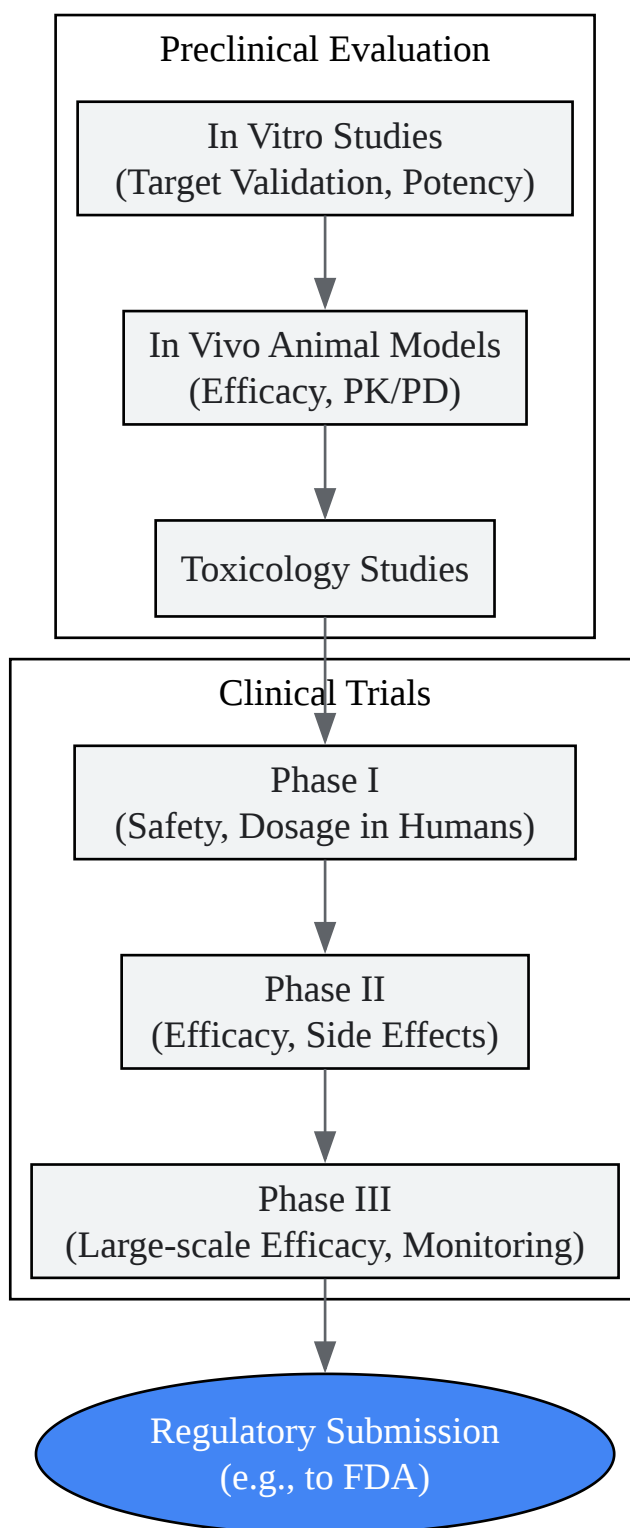 Preclinical Evaluation
In Vitro Studies
(Target Validation, Potency)
In Vivo Animal Models
(Efficacy, PK/PD)
Toxicology Studies
Clinical Trials
Phase I
(Safety, Dosage in Humans)
Phase II
(Efficacy, Side Effects)
Phase III
(Large-scale Efficacy, Monitoring)
Regulatory Submission
(e.g., to FDA)